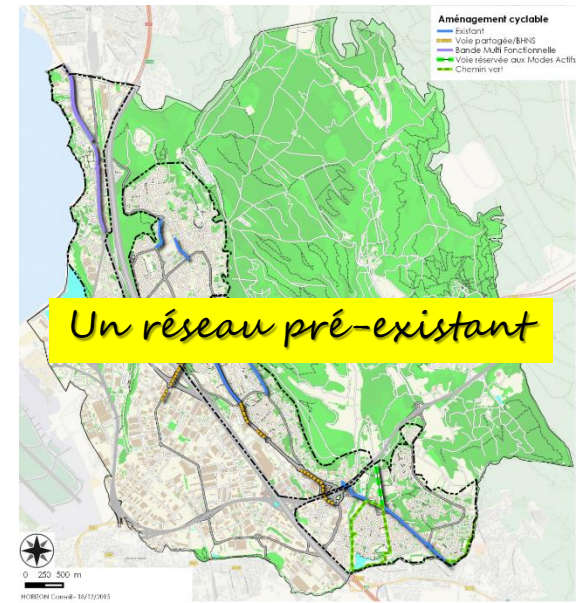 Aménagement cyclable
Existant
Voie partagée/BHNS
Bande Multi Fonctionnelle
Voie réservée aux Modes Actifs
Chemin vert
Un réseau pré-existant
0 250 500 m
HORIZON Conseil - 18/12/2015